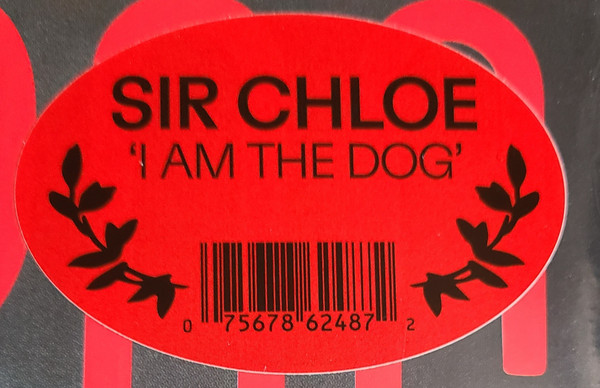 SIR CHLOE
'I AM THE DOG'
0 75678 62487 2